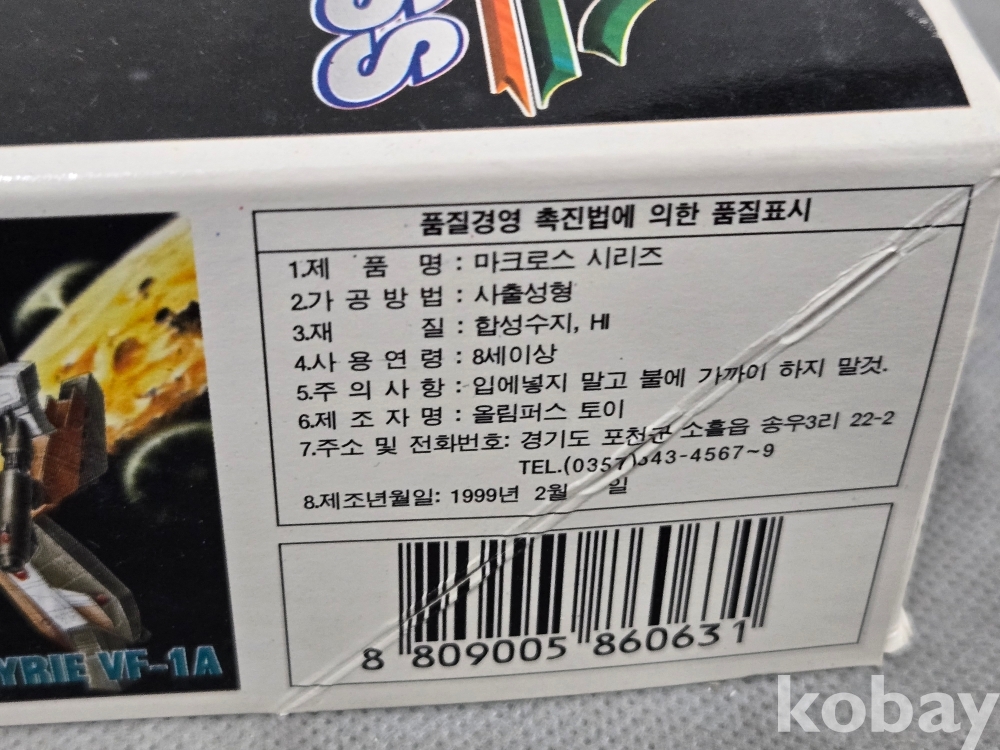 품질경영 촉진법에 의한 품질표시
1.제 품 명 : 마크로스 시리즈
2.가 공 방 법 : 사출성형
3.재 질 : 합성수지, HI
4.사 용 연 령 : 8세이상
5.주 의 사 항 : 입에넣지 말고 불에 가까이 하지 말것.
6.제 조 자 명 : 올림퍼스 토이
7.주소 및 전화번호: 경기도 포천군 소흘읍 송우3리 22-2
TEL.(0357)543-4567~9
8.제조년월일: 1999년 2월 일
YRIE VF-1A
8 809005 860631
kobay